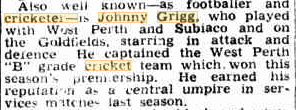 Also well known—as footballer and
cricketer—is Johnny Grigg, who played
with West Perth and Subiaco and on
the Goldfields, starring in attack and
defence. He captained the West Perth
"B" grade cricket team which won this
season's premiership. He earned his
reputation as a central umpire in ser-
vices matches last season.